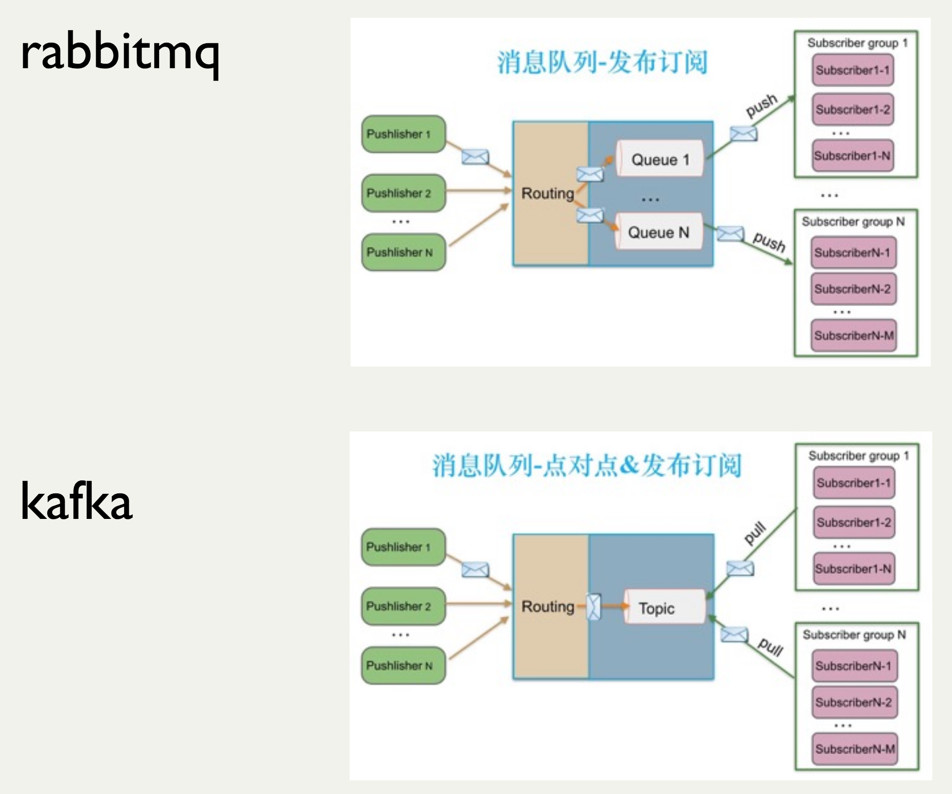 rabbitmq
消息队列-发布订阅
Pushlisher 1
Pushlisher 2
...
Pushlisher N
Routing
Queue 1
...
Queue N
push
push
Subscriber group 1
Subscriber1-1
Subscriber1-2
...
Subscriber1-N
...
Subscriber group N
SubscriberN-1
SubscriberN-2
...
SubscriberN-M
kafka
消息队列-点对点&发布订阅
Pushlisher 1
Pushlisher 2
...
Pushlisher N
Routing
Topic
pull
pull
Subscriber group 1
Subscriber1-1
Subscriber1-2
...
Subscriber1-N
...
Subscriber group N
SubscriberN-1
SubscriberN-2
...
SubscriberN-M